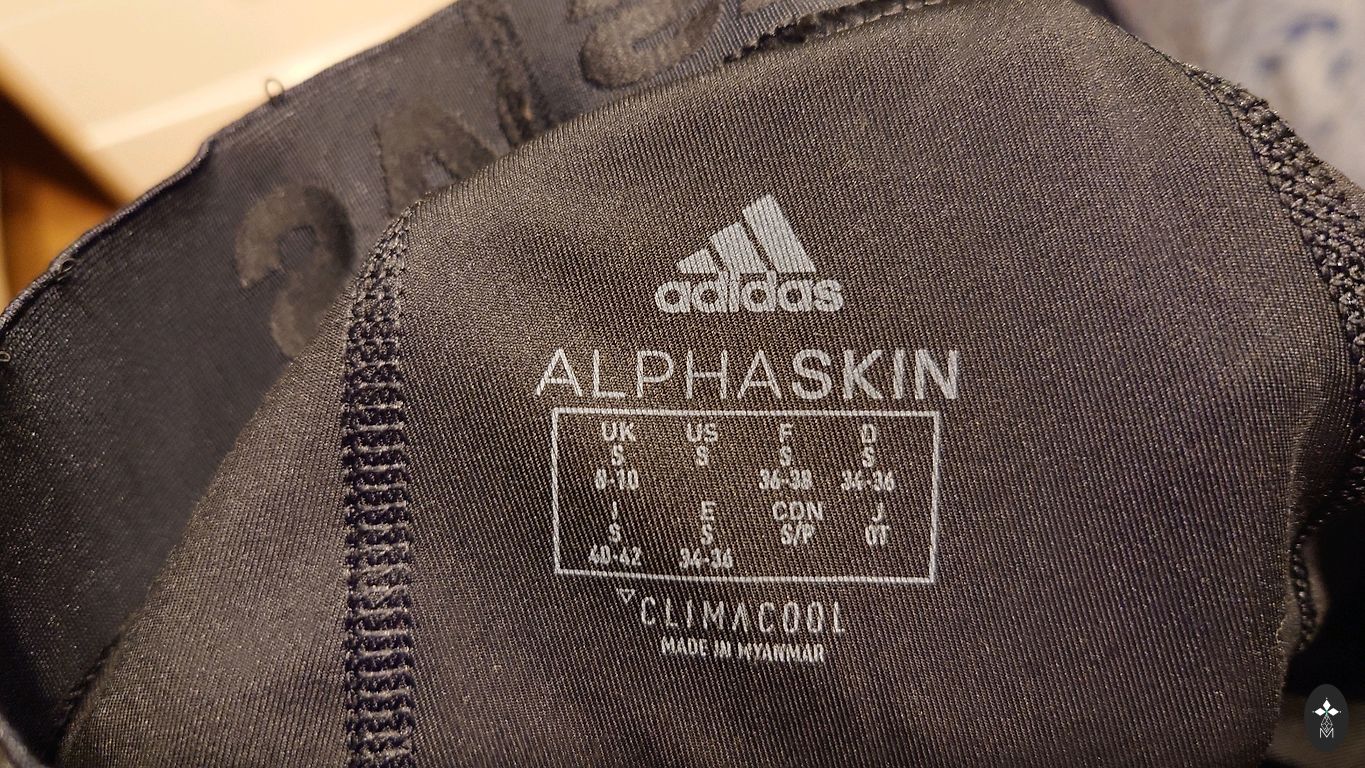 adidas
ALPHASKIN
UK US F D
S S S S
8-10 36-38 34-36
I E CDN J
S S S/P OT
40-42 34-36
CLIMACOOL
MADE IN MYANMAR
M